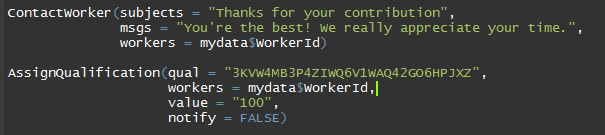 ContactWorker(subjects = "Thanks for your contribution",
msgs = "You're the best! We really appreciate your time.",
workers = mydata$WorkerId)
AssignQualification(qual = "3KVW4MB3P4ZIWQ6V1WAQ42GO6HPJXZ",
workers = mydata$WorkerId,
value = "100",
notify = FALSE)